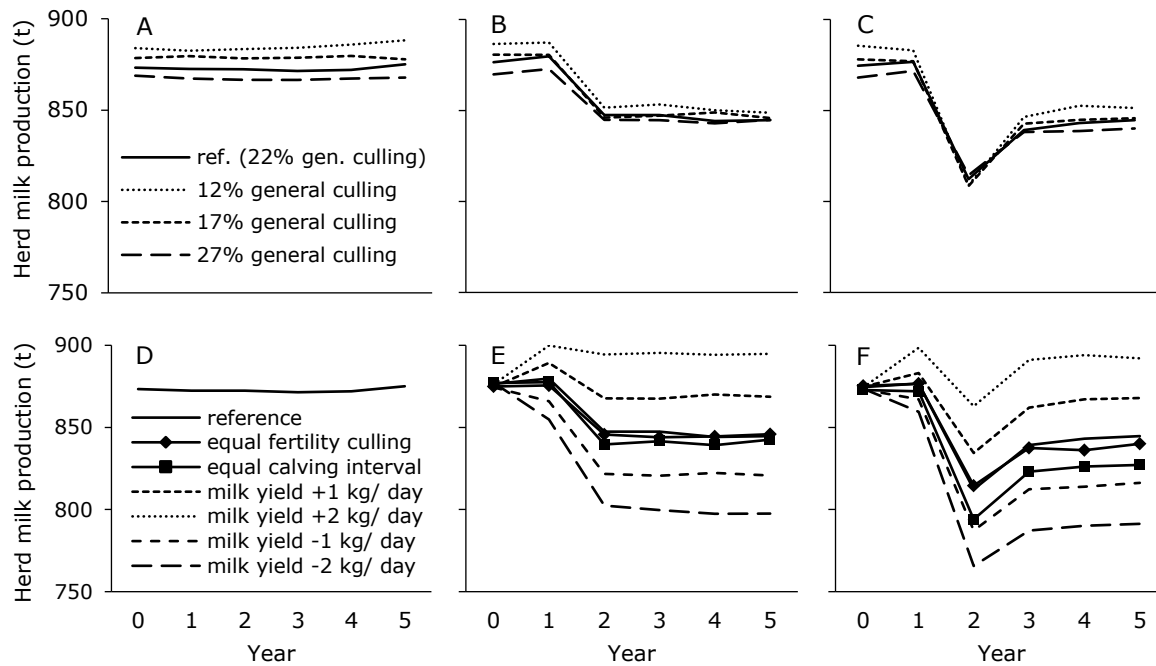 A
B
C
Herd milk production (t)
900
850
800
750
ref. (22% gen. culling)
12% general culling
17% general culling
27% general culling
D
E
F
Herd milk production (t)
900
850
800
750
reference
equal fertility culling
equal calving interval
milk yield +1 kg/ day
milk yield +2 kg/ day
milk yield -1 kg/ day
milk yield -2 kg/ day
0 1 2 3 4 5
0 1 2 3 4 5
0 1 2 3 4 5
Year
Year
Year